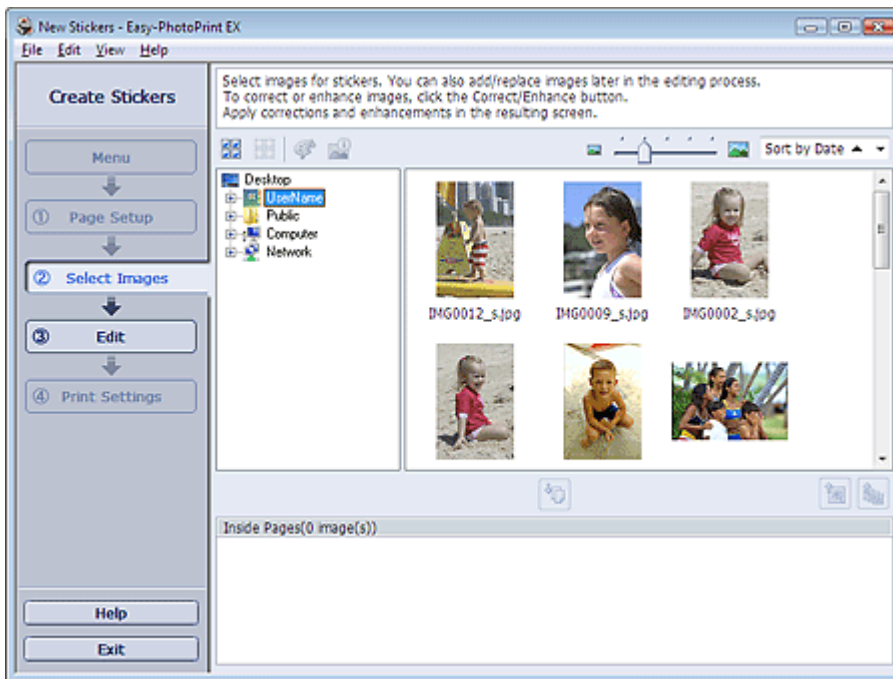 New Stickers - Easy-PhotoPrint EX
File Edit View Help
Create Stickers
Menu
① Page Setup
② Select Images
③ Edit
④ Print Settings
Help
Exit
Select images for stickers. You can also add/replace images later in the editing process.
To correct or enhance images, click the Correct/Enhance button.
Apply corrections and enhancements in the resulting screen.
Sort by Date
Desktop
UserName
Public
Computer
Network
IMG0012_s.jpg IMG0009_s.jpg IMG0002_s.jpg
Inside Pages(0 image(s))